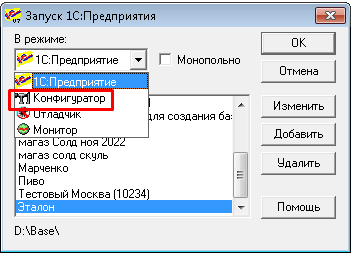 Запуск 1С:Предприятия
В режиме:
1С:Предприятие
Монопольно
OK
Отмена
1С:Предприятие
Конфигуратор
Отладчик
Монитор
для создания ба
магаз Солд ноя 2022
магаз солд скуль
Марченко
Пиво
Тестовый Москва (10234)
Эталон
Изменить
Добавить
Удалить
Помощь
D:\Base\